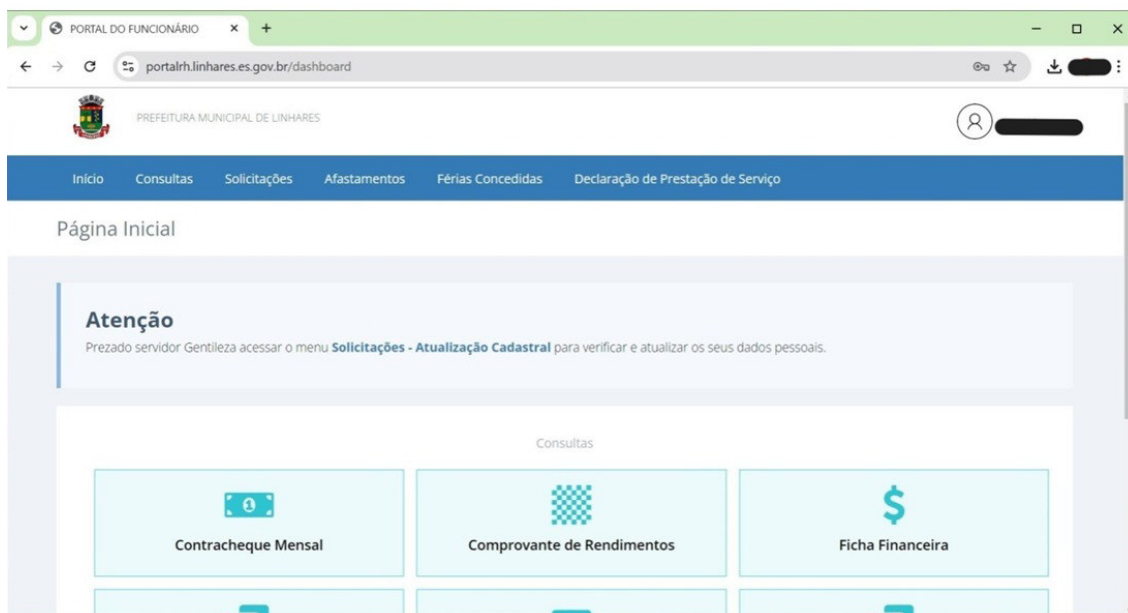 PORTAL DO FUNCIONÁRIO
portalrh.linhares.es.gov.br/dashboard
PREFEITURA MUNICIPAL DE LINHARES
Início Consultas Solicitações Afastamentos Férias Concedidas Declaração de Prestação de Serviço
Página Inicial
Atenção
Prezado servidor Gentileza acessar o menu Solicitações - Atualização Cadastral para verificar e atualizar os seus dados pessoais.
Consultas
Contracheque Mensal Comprovante de Rendimentos Ficha Financeira